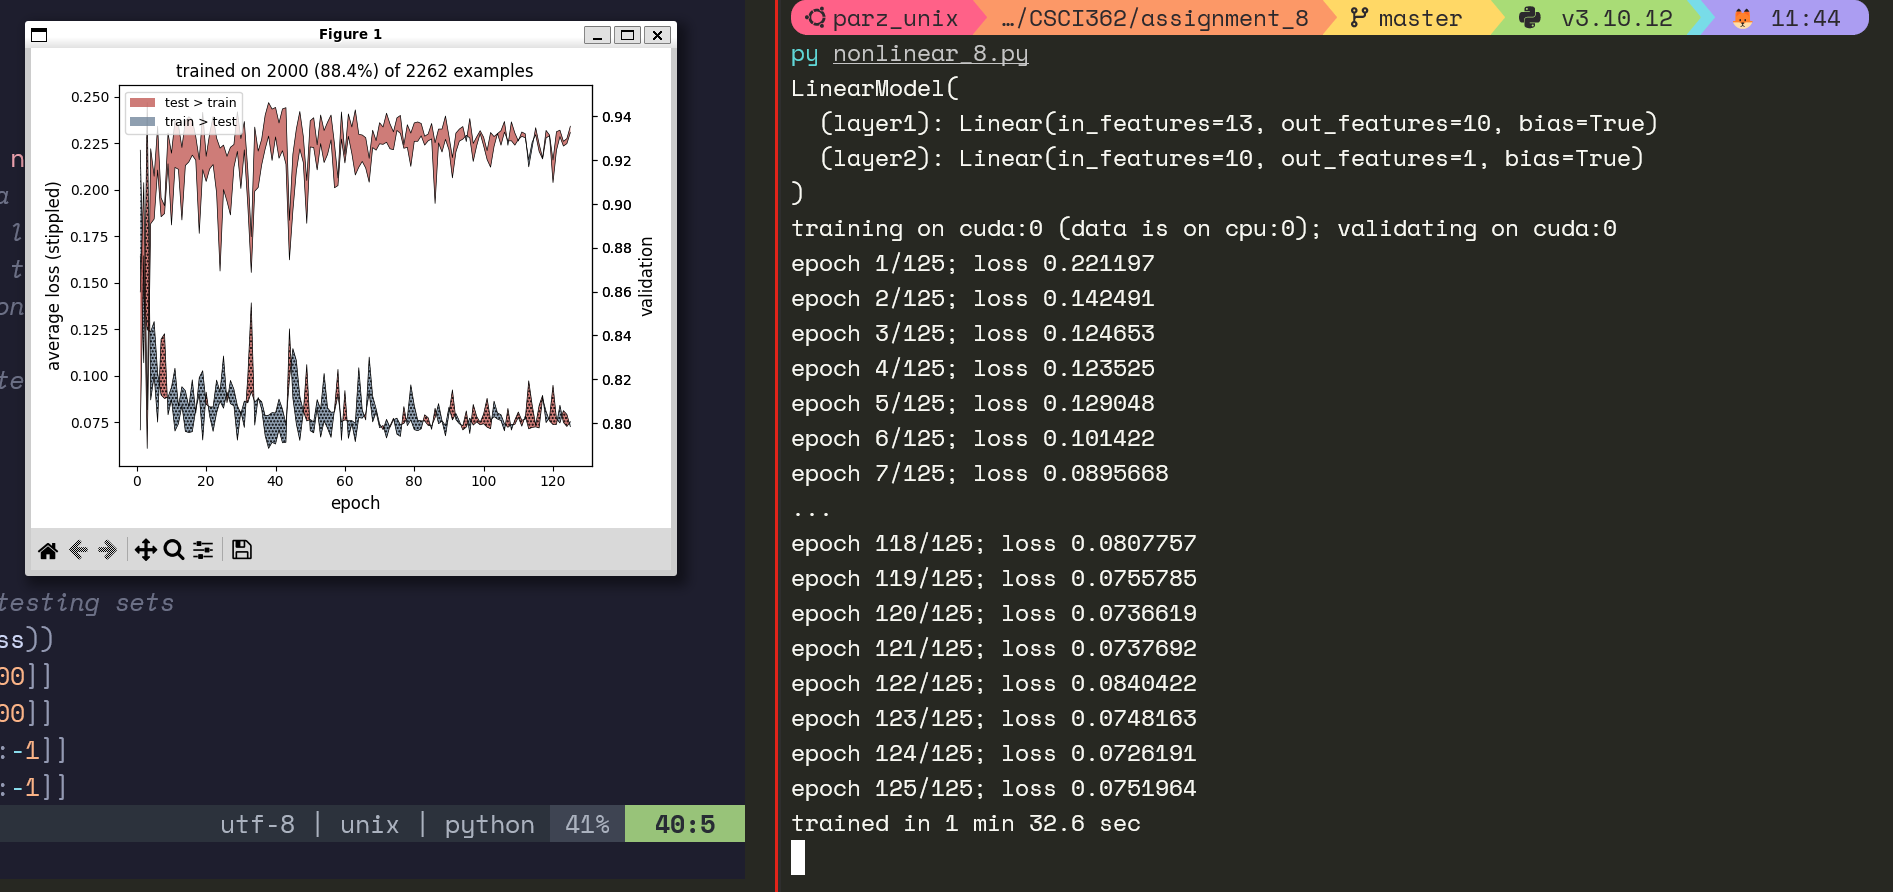 Figure 1
trained on 2000 (88.4%) of 2262 examples
test > train
train > test
average loss (stippled)
0.250
0.225
0.200
0.175
0.150
0.125
0.100
0.075
0.94
0.92
0.90
0.88
0.86
0.84
0.82
0.80
validation
0 20 40 60 80 100 120
epoch
n
a
l
t
on
te
testing sets
ss))
00]]
00]]
:-1]]
:-1]]
utf-8 | unix | python 41% 40:5
parz_unix …/CSCI362/assignment_8 master v3.10.12 11:44
py nonlinear_8.py
LinearModel(
(layer1): Linear(in_features=13, out_features=10, bias=True)
(layer2): Linear(in_features=10, out_features=1, bias=True)
)
training on cuda:0 (data is on cpu:0); validating on cuda:0
epoch 1/125; loss 0.221197
epoch 2/125; loss 0.142491
epoch 3/125; loss 0.124653
epoch 4/125; loss 0.123525
epoch 5/125; loss 0.129048
epoch 6/125; loss 0.101422
epoch 7/125; loss 0.0895668
...
epoch 118/125; loss 0.0807757
epoch 119/125; loss 0.0755785
epoch 120/125; loss 0.0736619
epoch 121/125; loss 0.0737692
epoch 122/125; loss 0.0840422
epoch 123/125; loss 0.0748163
epoch 124/125; loss 0.0726191
epoch 125/125; loss 0.0751964
trained in 1 min 32.6 sec